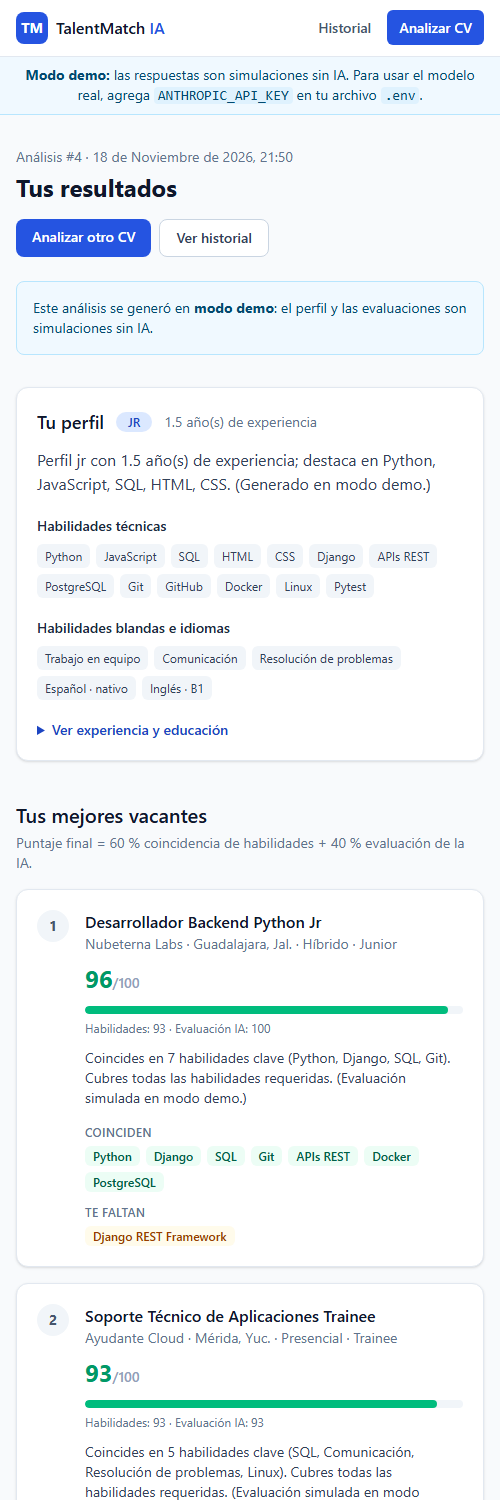 TM TalentMatch IA Historial Analizar CV
Modo demo: las respuestas son simulaciones sin IA. Para usar el modelo
real, agrega ANTHROPIC_API_KEY en tu archivo .env.
Análisis #4 · 18 de Noviembre de 2026, 21:50
Tus resultados
Analizar otro CV Ver historial
Este análisis se generó en modo demo: el perfil y las evaluaciones son
simulaciones sin IA.
Tu perfil JR 1.5 año(s) de experiencia
Perfil jr con 1.5 año(s) de experiencia; destaca en Python,
JavaScript, SQL, HTML, CSS. (Generado en modo demo.)
Habilidades técnicas
Python JavaScript SQL HTML CSS Django APIs REST
PostgreSQL Git GitHub Docker Linux Pytest
Habilidades blandas e idiomas
Trabajo en equipo Comunicación Resolución de problemas
Español · nativo Inglés · B1
Ver experiencia y educación
Tus mejores vacantes
Puntaje final = 60 % coincidencia de habilidades + 40 % evaluación de la
IA.
1 Desarrollador Backend Python Jr
Nubeterna Labs · Guadalajara, Jal. · Híbrido · Junior
96/100
Habilidades: 93 · Evaluación IA: 100
Coincides en 7 habilidades clave (Python, Django, SQL, Git).
Cubres todas las habilidades requeridas. (Evaluación
simulada en modo demo.)
COINCIDEN
Python Django SQL Git APIs REST Docker
PostgreSQL
TE FALTAN
Django REST Framework
2 Soporte Técnico de Aplicaciones Trainee
Ayudante Cloud · Mérida, Yuc. · Presencial · Trainee
93/100
Habilidades: 93 · Evaluación IA: 93
Coincides en 5 habilidades clave (SQL, Comunicación,
Resolución de problemas, Linux). Cubres todas las
habilidades requeridas. (Evaluación simulada en modo